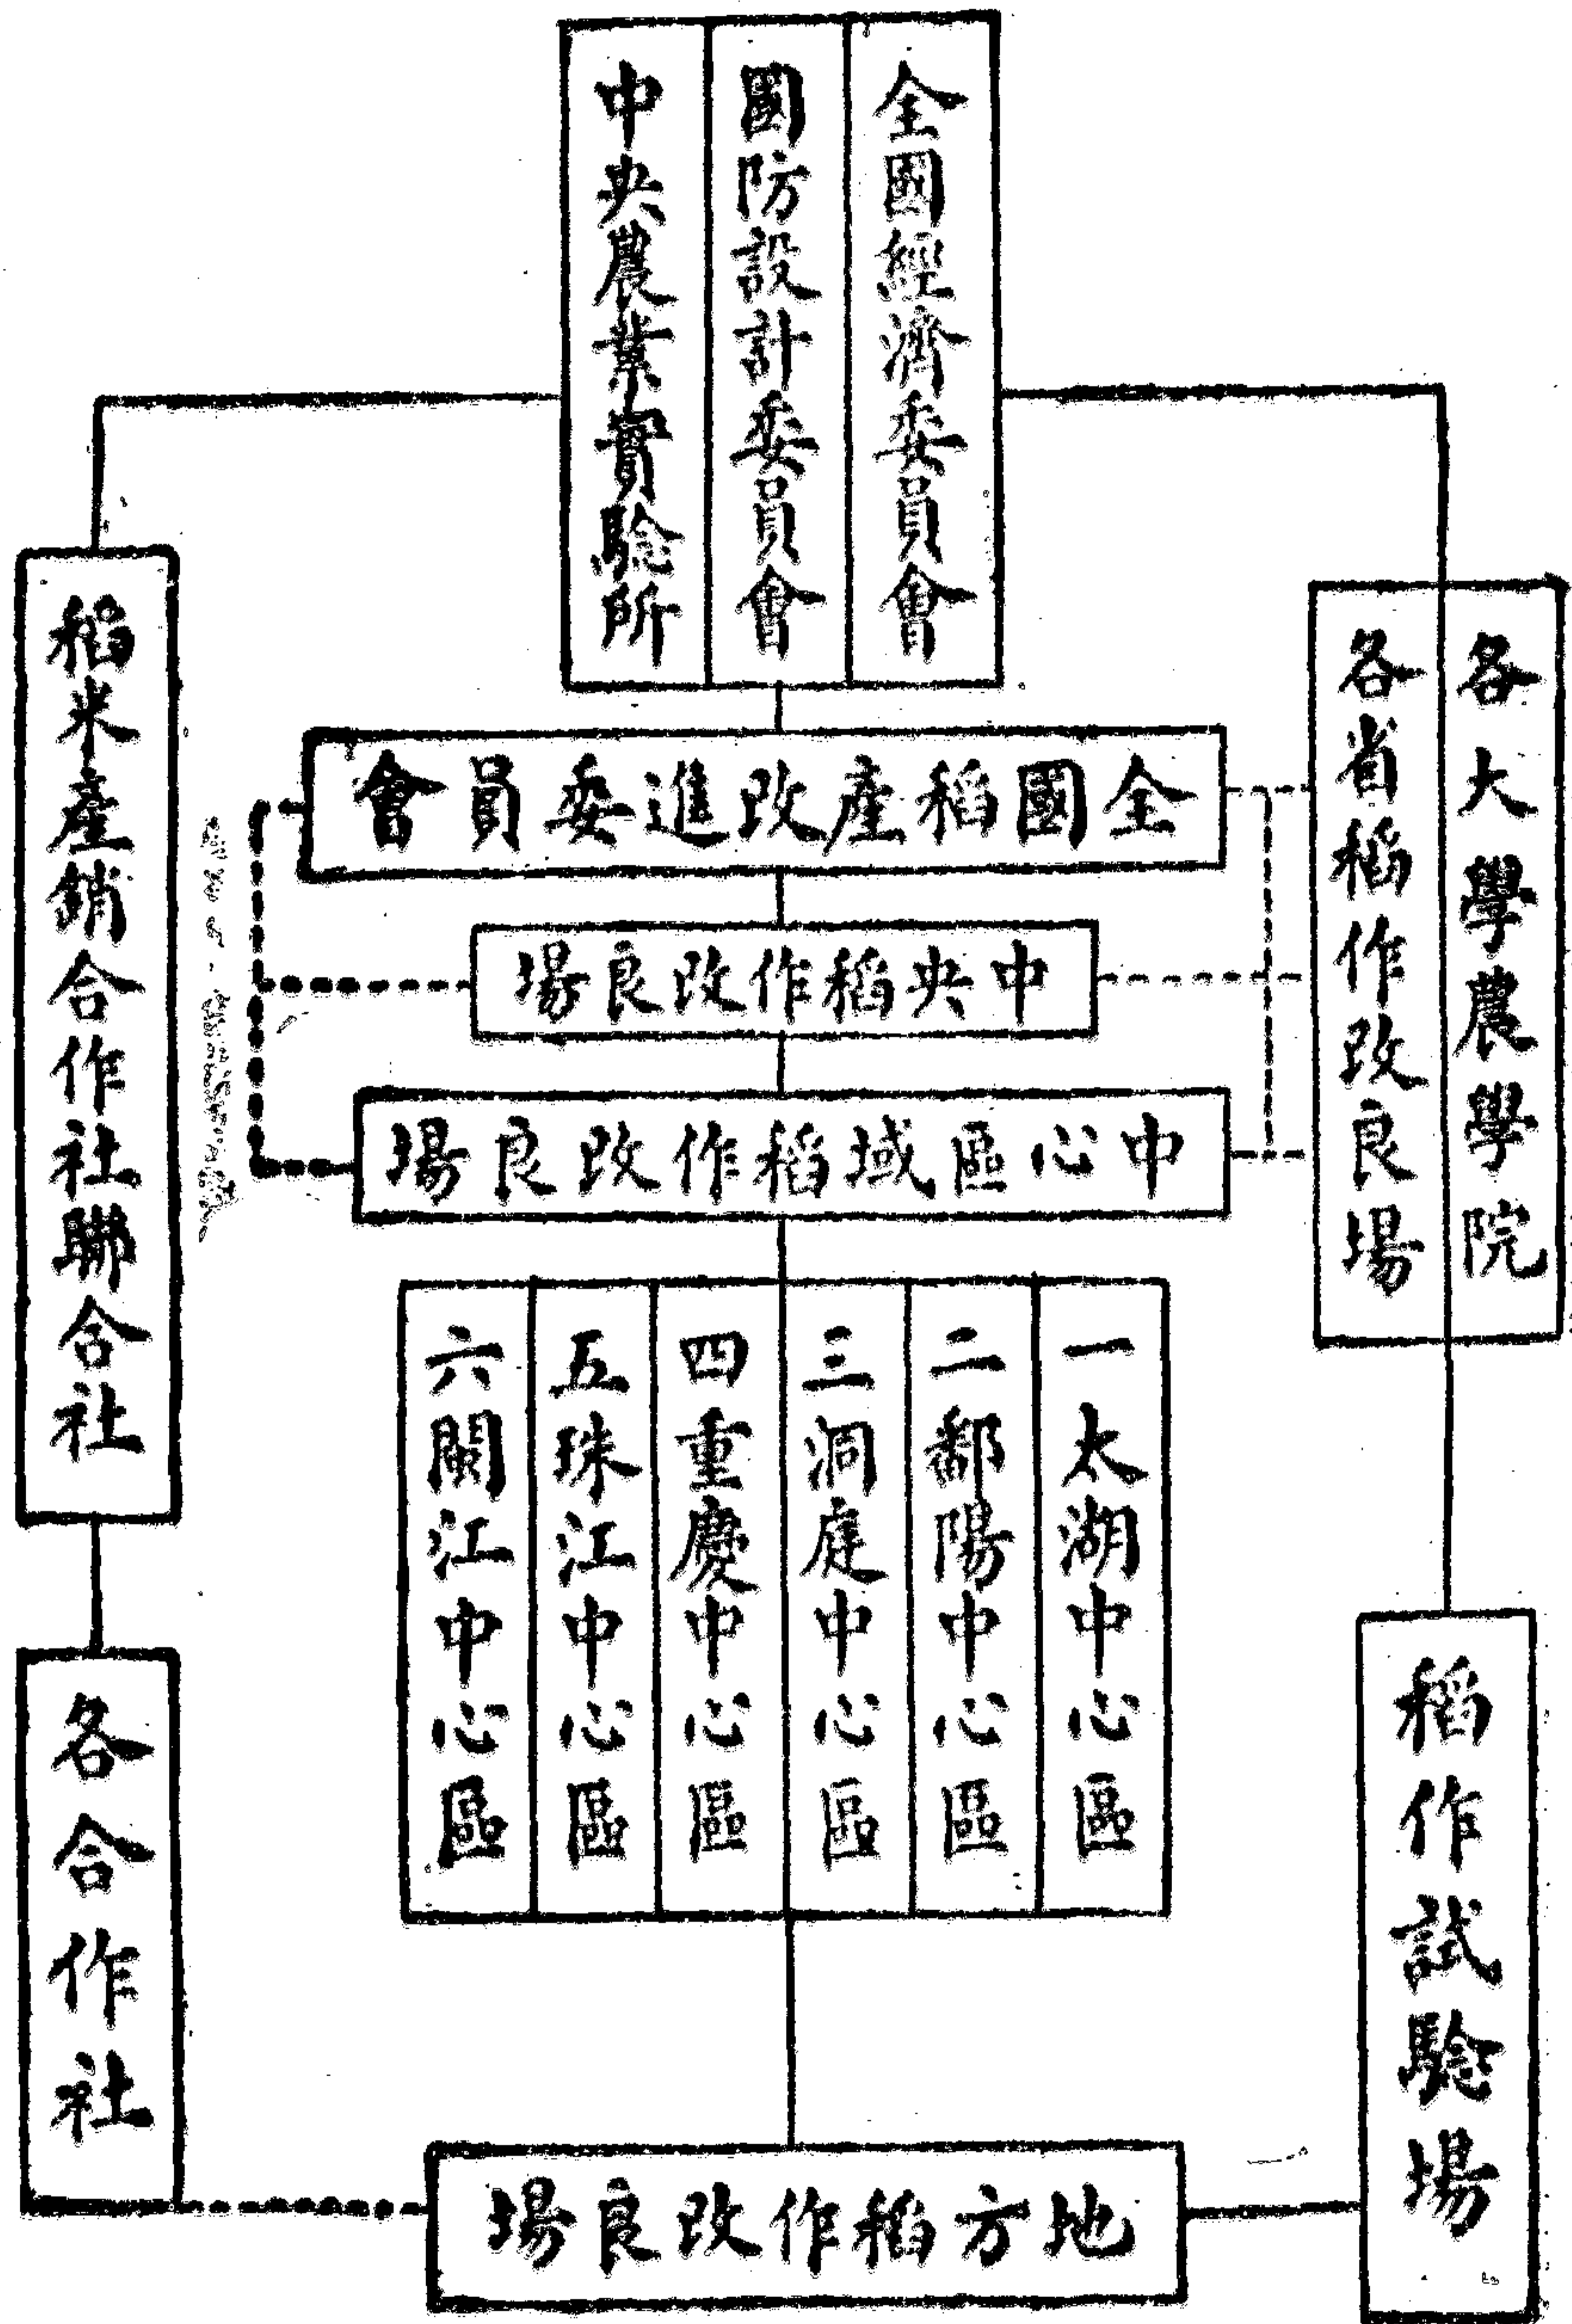 全國經濟委員會
國防設計委員會
中央農業實驗所
全國稻產改進委員會
中央稻作改良場
中心區域稻作改良場
各大學農學院
各省稻作改良場
稻米產銷合作社聯合社
一太湖中心區
二鄱陽中心區
三洞庭中心區
四重慶中心區
五珠江中心區
六閩江中心區
稻作試驗場
各合作社
地方稻作改良場